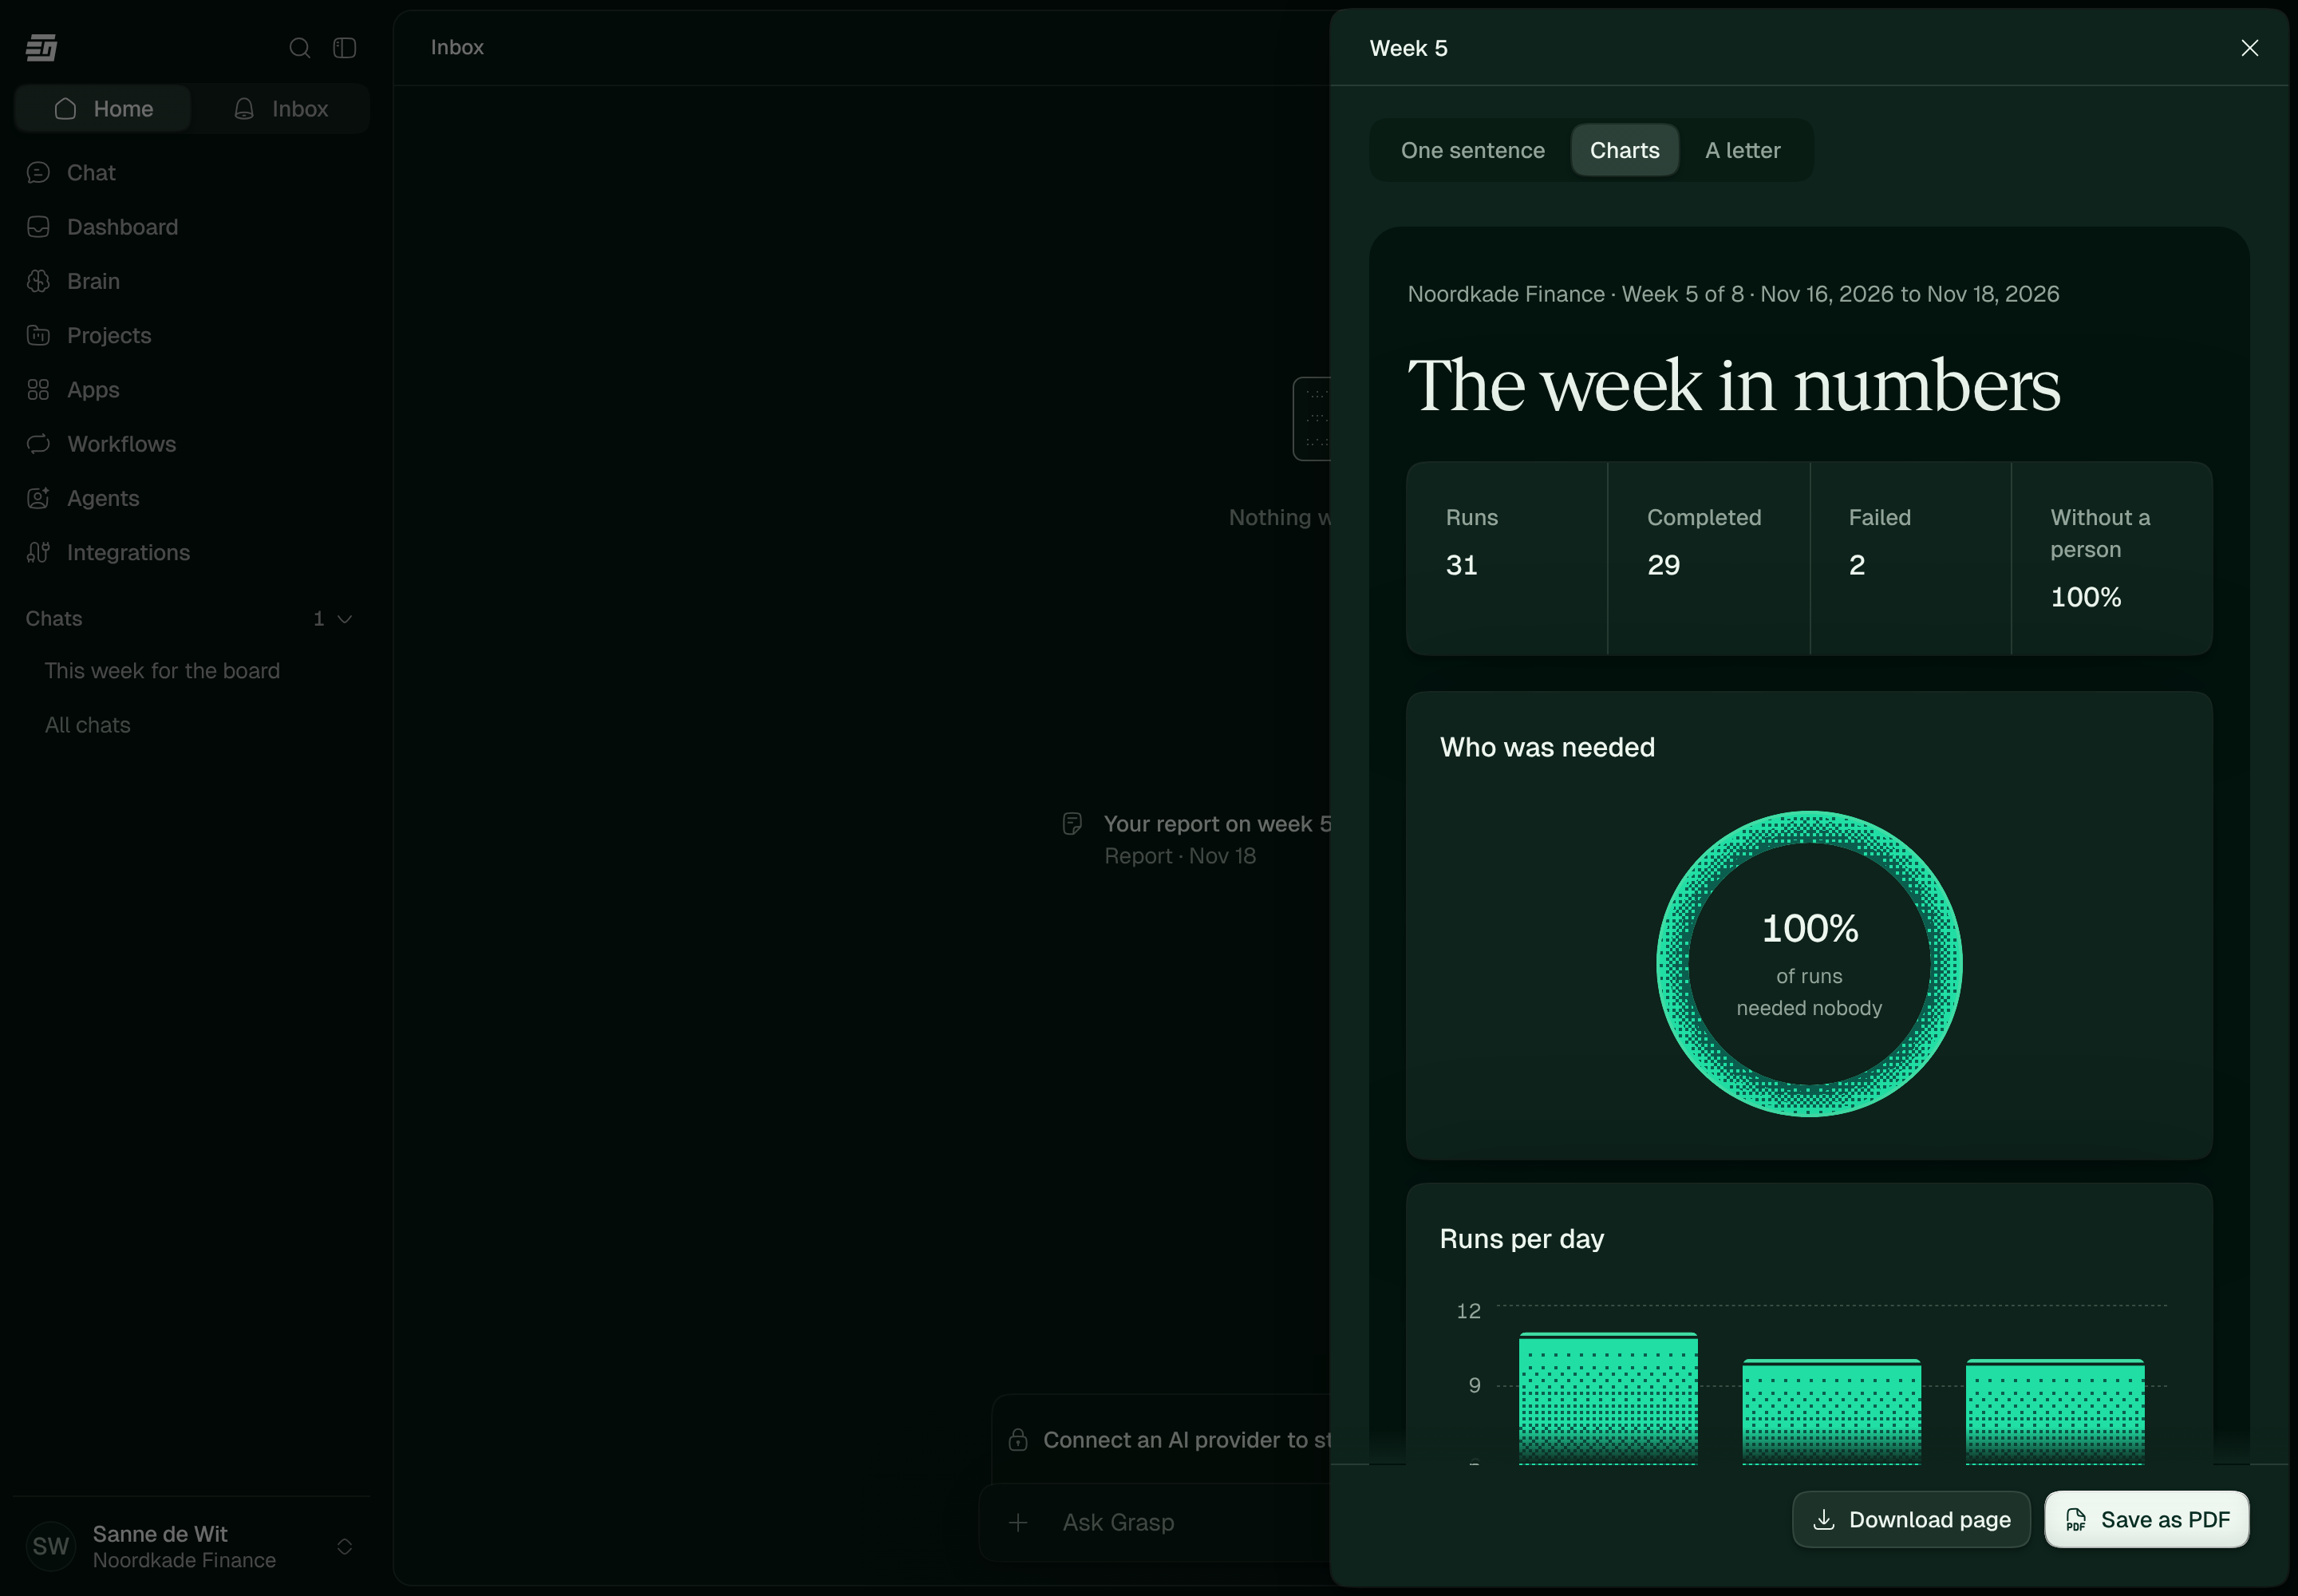 Inbox
Week 5
Home
Inbox
Chat
Dashboard
Brain
Projects
Apps
Workflows
Agents
Integrations
Chats
1
This week for the board
All chats
Sanne de Wit
Noordkade Finance
SW
Nothing
Your report on week 5
Report · Nov 18
Connect an AI provider to
Ask Grasp
One sentence
Charts
A letter
Noordkade Finance · Week 5 of 8 · Nov 16, 2026 to Nov 18, 2026
The week in numbers
Runs
31
Completed
29
Failed
2
Without a
person
100%
Who was needed
100%
of runs
needed nobody
Runs per day
12
9
Download page
PDF
Save as PDF